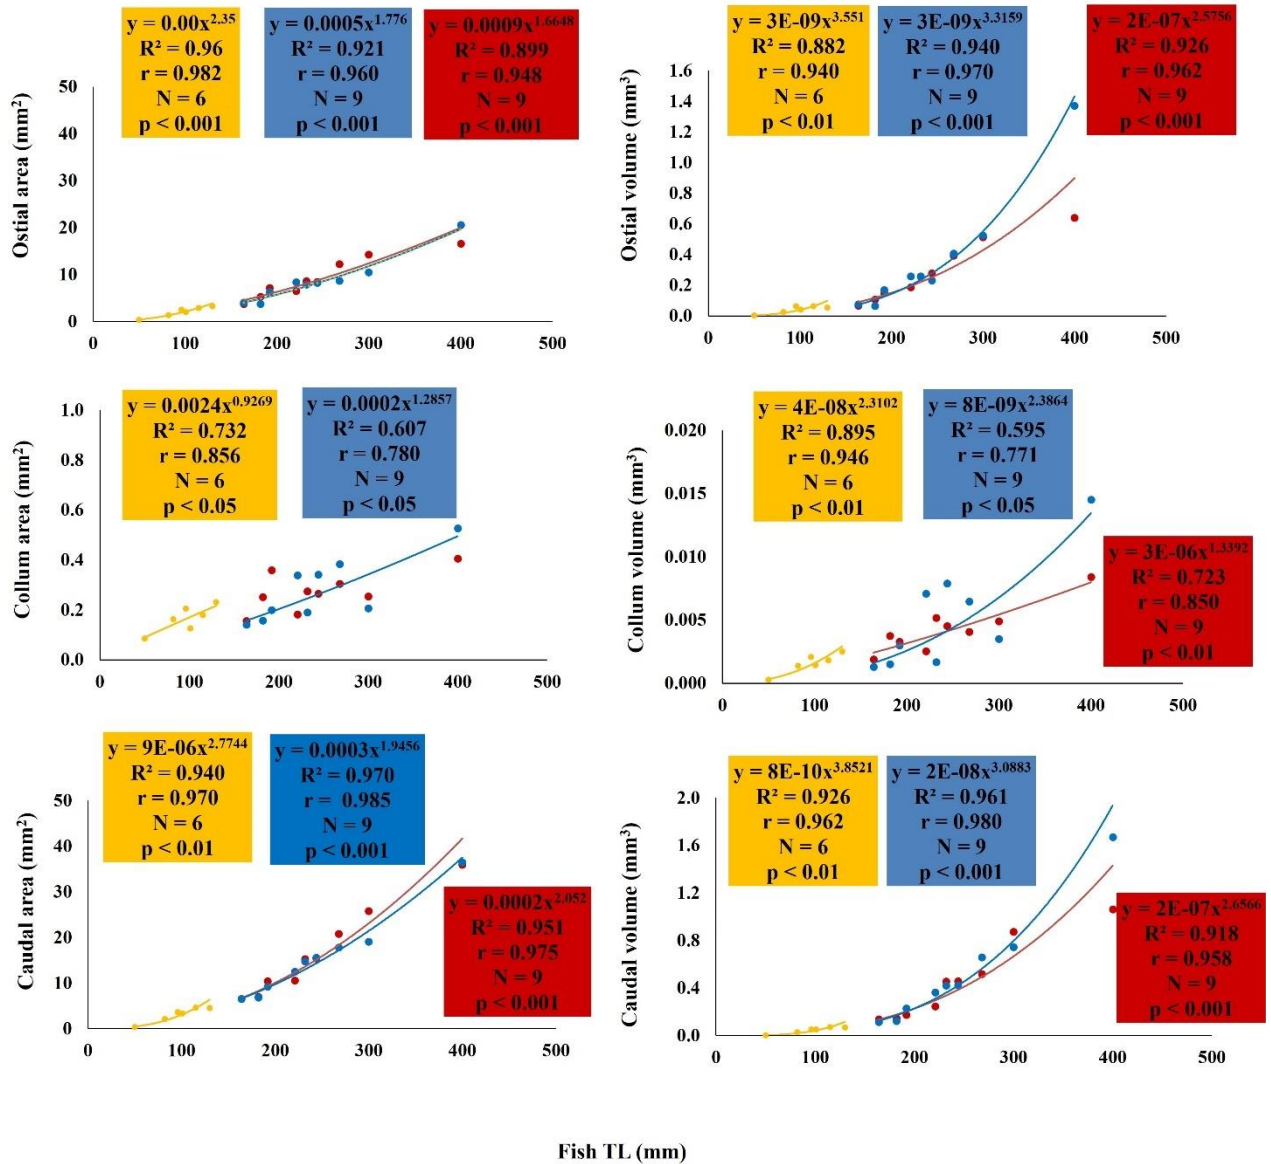 y = 0.00x^2.35
R² = 0.96
r = 0.982
N = 6
p < 0.001
y = 0.0005x^1.776
R² = 0.921
r = 0.960
N = 9
p < 0.001
y = 0.0009x^1.6648
R² = 0.899
r = 0.948
N = 9
p < 0.001
Ostial area (mm²)
50
40
30
20
10
0
0 100 200 300 400 500
y = 3E-09x^3.551
R² = 0.882
r = 0.940
N = 6
p < 0.01
y = 3E-09x^3.3159
R² = 0.940
r = 0.970
N = 9
p < 0.001
y = 2E-07x^2.5756
R² = 0.926
r = 0.962
N = 9
p < 0.001
Ostial volume (mm³)
1.6
1.4
1.2
1.0
0.8
0.6
0.4
0.2
0.0
0 100 200 300 400 500
y = 0.0024x^0.9269
R² = 0.732
r = 0.856
N = 6
p < 0.05
y = 0.0002x^1.2857
R² = 0.607
r = 0.780
N = 9
p < 0.05
Collum area (mm²)
1.0
0.8
0.6
0.4
0.2
0.0
0 100 200 300 400 500
y = 4E-08x^2.3102
R² = 0.895
r = 0.946
N = 6
p < 0.01
y = 8E-09x^2.3864
R² = 0.595
r = 0.771
N = 9
p < 0.05
y = 3E-06x^1.3392
R² = 0.723
r = 0.850
N = 9
p < 0.01
Collum volume (mm³)
0.020
0.015
0.010
0.005
0.000
0 100 200 300 400 500
y = 9E-06x^2.7744
R² = 0.940
r = 0.970
N = 6
p < 0.01
y = 0.0003x^1.9456
R² = 0.970
r = 0.985
N = 9
p < 0.001
y = 0.0002x^2.052
R² = 0.951
r = 0.975
N = 9
p < 0.001
Caudal area (mm²)
50
40
30
20
10
0
0 100 200 300 400 500
y = 8E-10x^3.8521
R² = 0.926
r = 0.962
N = 6
p < 0.01
y = 2E-08x^3.0883
R² = 0.961
r = 0.980
N = 9
p < 0.001
y = 2E-07x^2.6566
R² = 0.918
r = 0.958
N = 9
p < 0.001
Caudal volume (mm³)
2.0
1.6
1.2
0.8
0.4
0.0
0 100 200 300 400 500
Fish TL (mm)